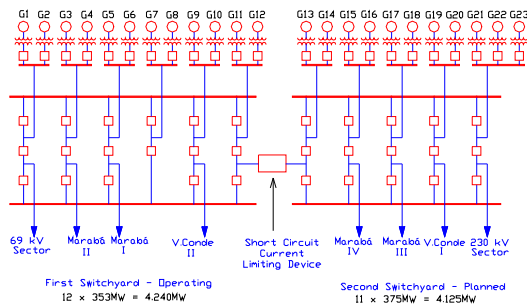 G1 G2 G3 G4 G5 G6 G7 G8 G9 G10 G11 G12 G13 G14 G15 G16 G17 G18 G19 G20 G21 G22 G23
69 kV Sector
Marabá II
Marabá I
V.Conde II
Short Circuit Current Limiting Device
Marabá IV
Marabá III
V.Conde I
230 kV Sector
First Switchyard - Operating
12 x 353MW = 4.240MW
Second Switchyard - Planned
11 x 375MW = 4.125MW